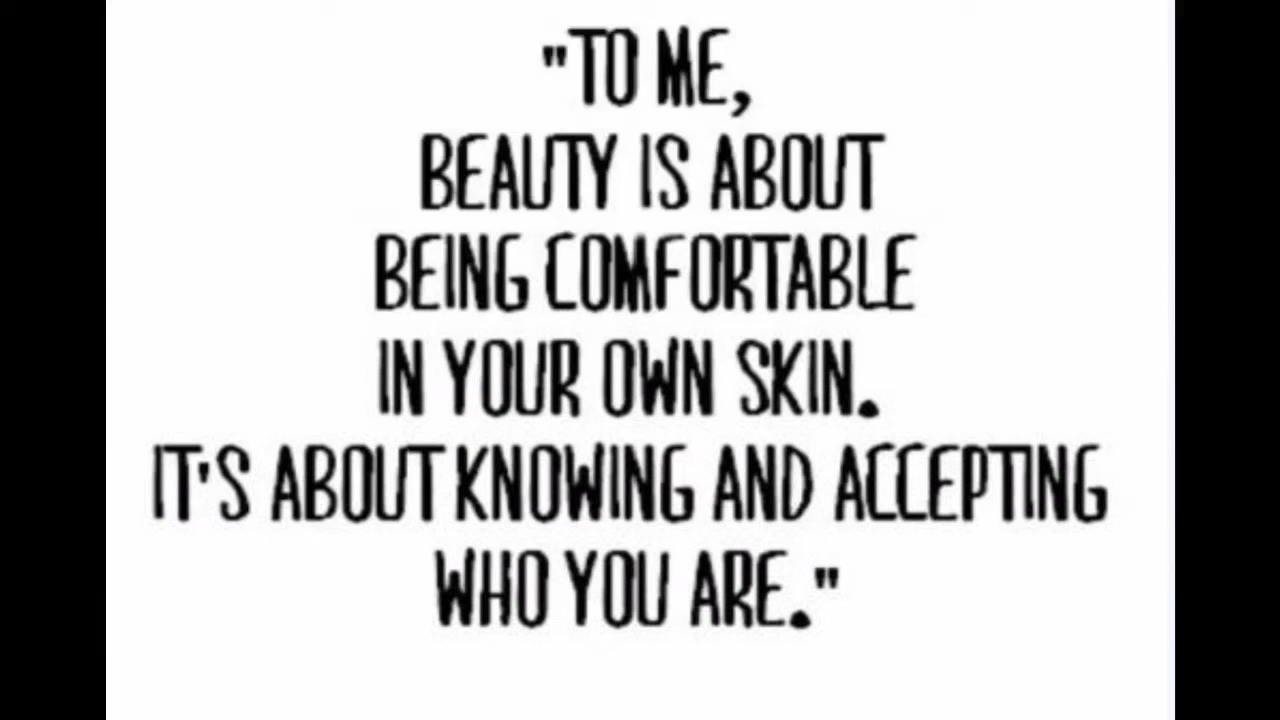 "TO ME,
BEAUTY IS ABOUT
BEING COMFORTABLE
IN YOUR OWN SKIN.
IT'S ABOUT KNOWING AND ACCEPTING
WHO YOU ARE."